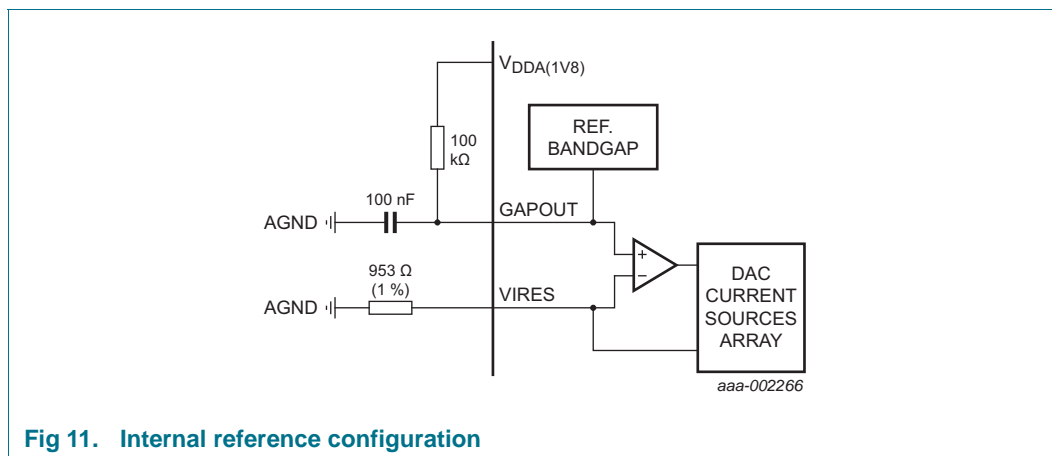 VDDA(1V8)
100
kΩ
REF.
BANDGAP
100 nF
AGND
GAPOUT
+
953 Ω
(1 %)
−
DAC
CURRENT
SOURCES
ARRAY
AGND
VIRES
aaa-002266
Fig 11. Internal reference configuration